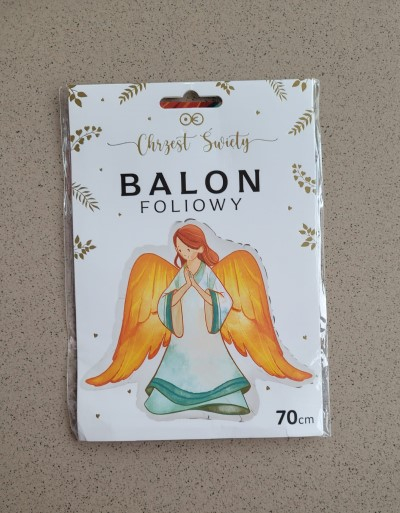 Chrzest Święty
BALON
FOLIOWY
70cm